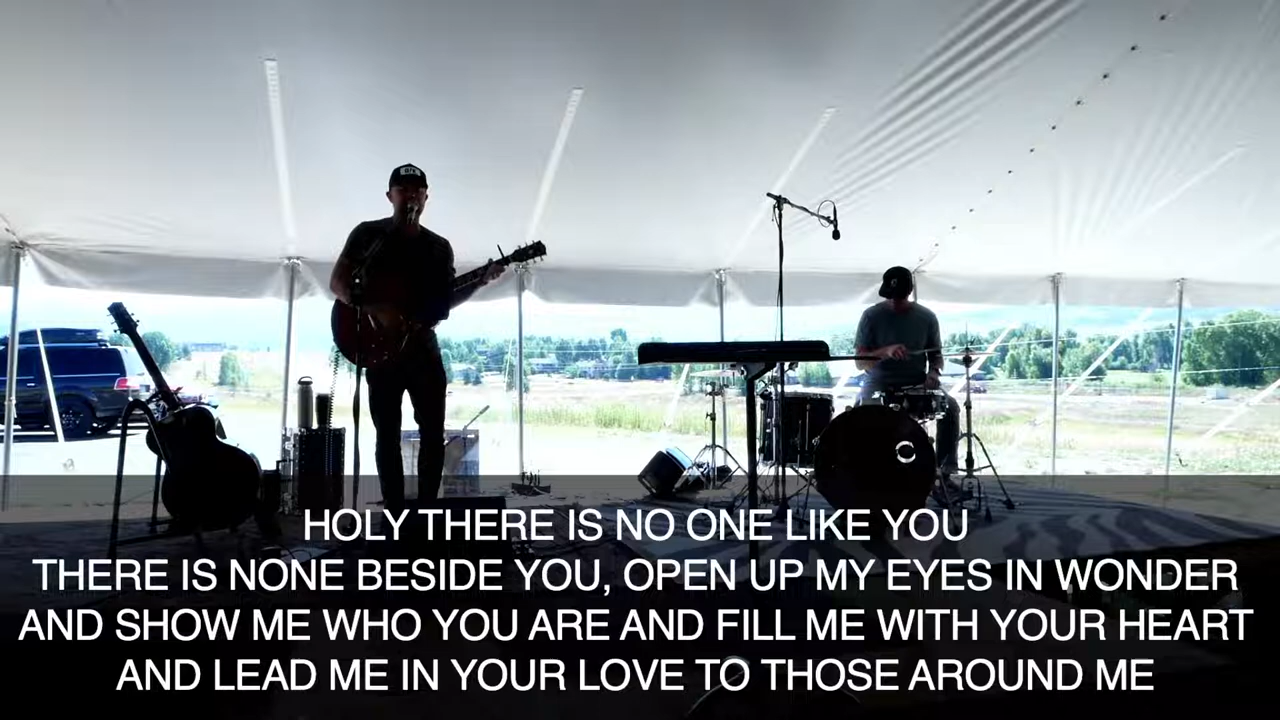 HOLY THERE IS NO ONE LIKE YOU
THERE IS NONE BESIDE YOU, OPEN UP MY EYES IN WONDER
AND SHOW ME WHO YOU ARE AND FILL ME WITH YOUR HEART
AND LEAD ME IN YOUR LOVE TO THOSE AROUND ME